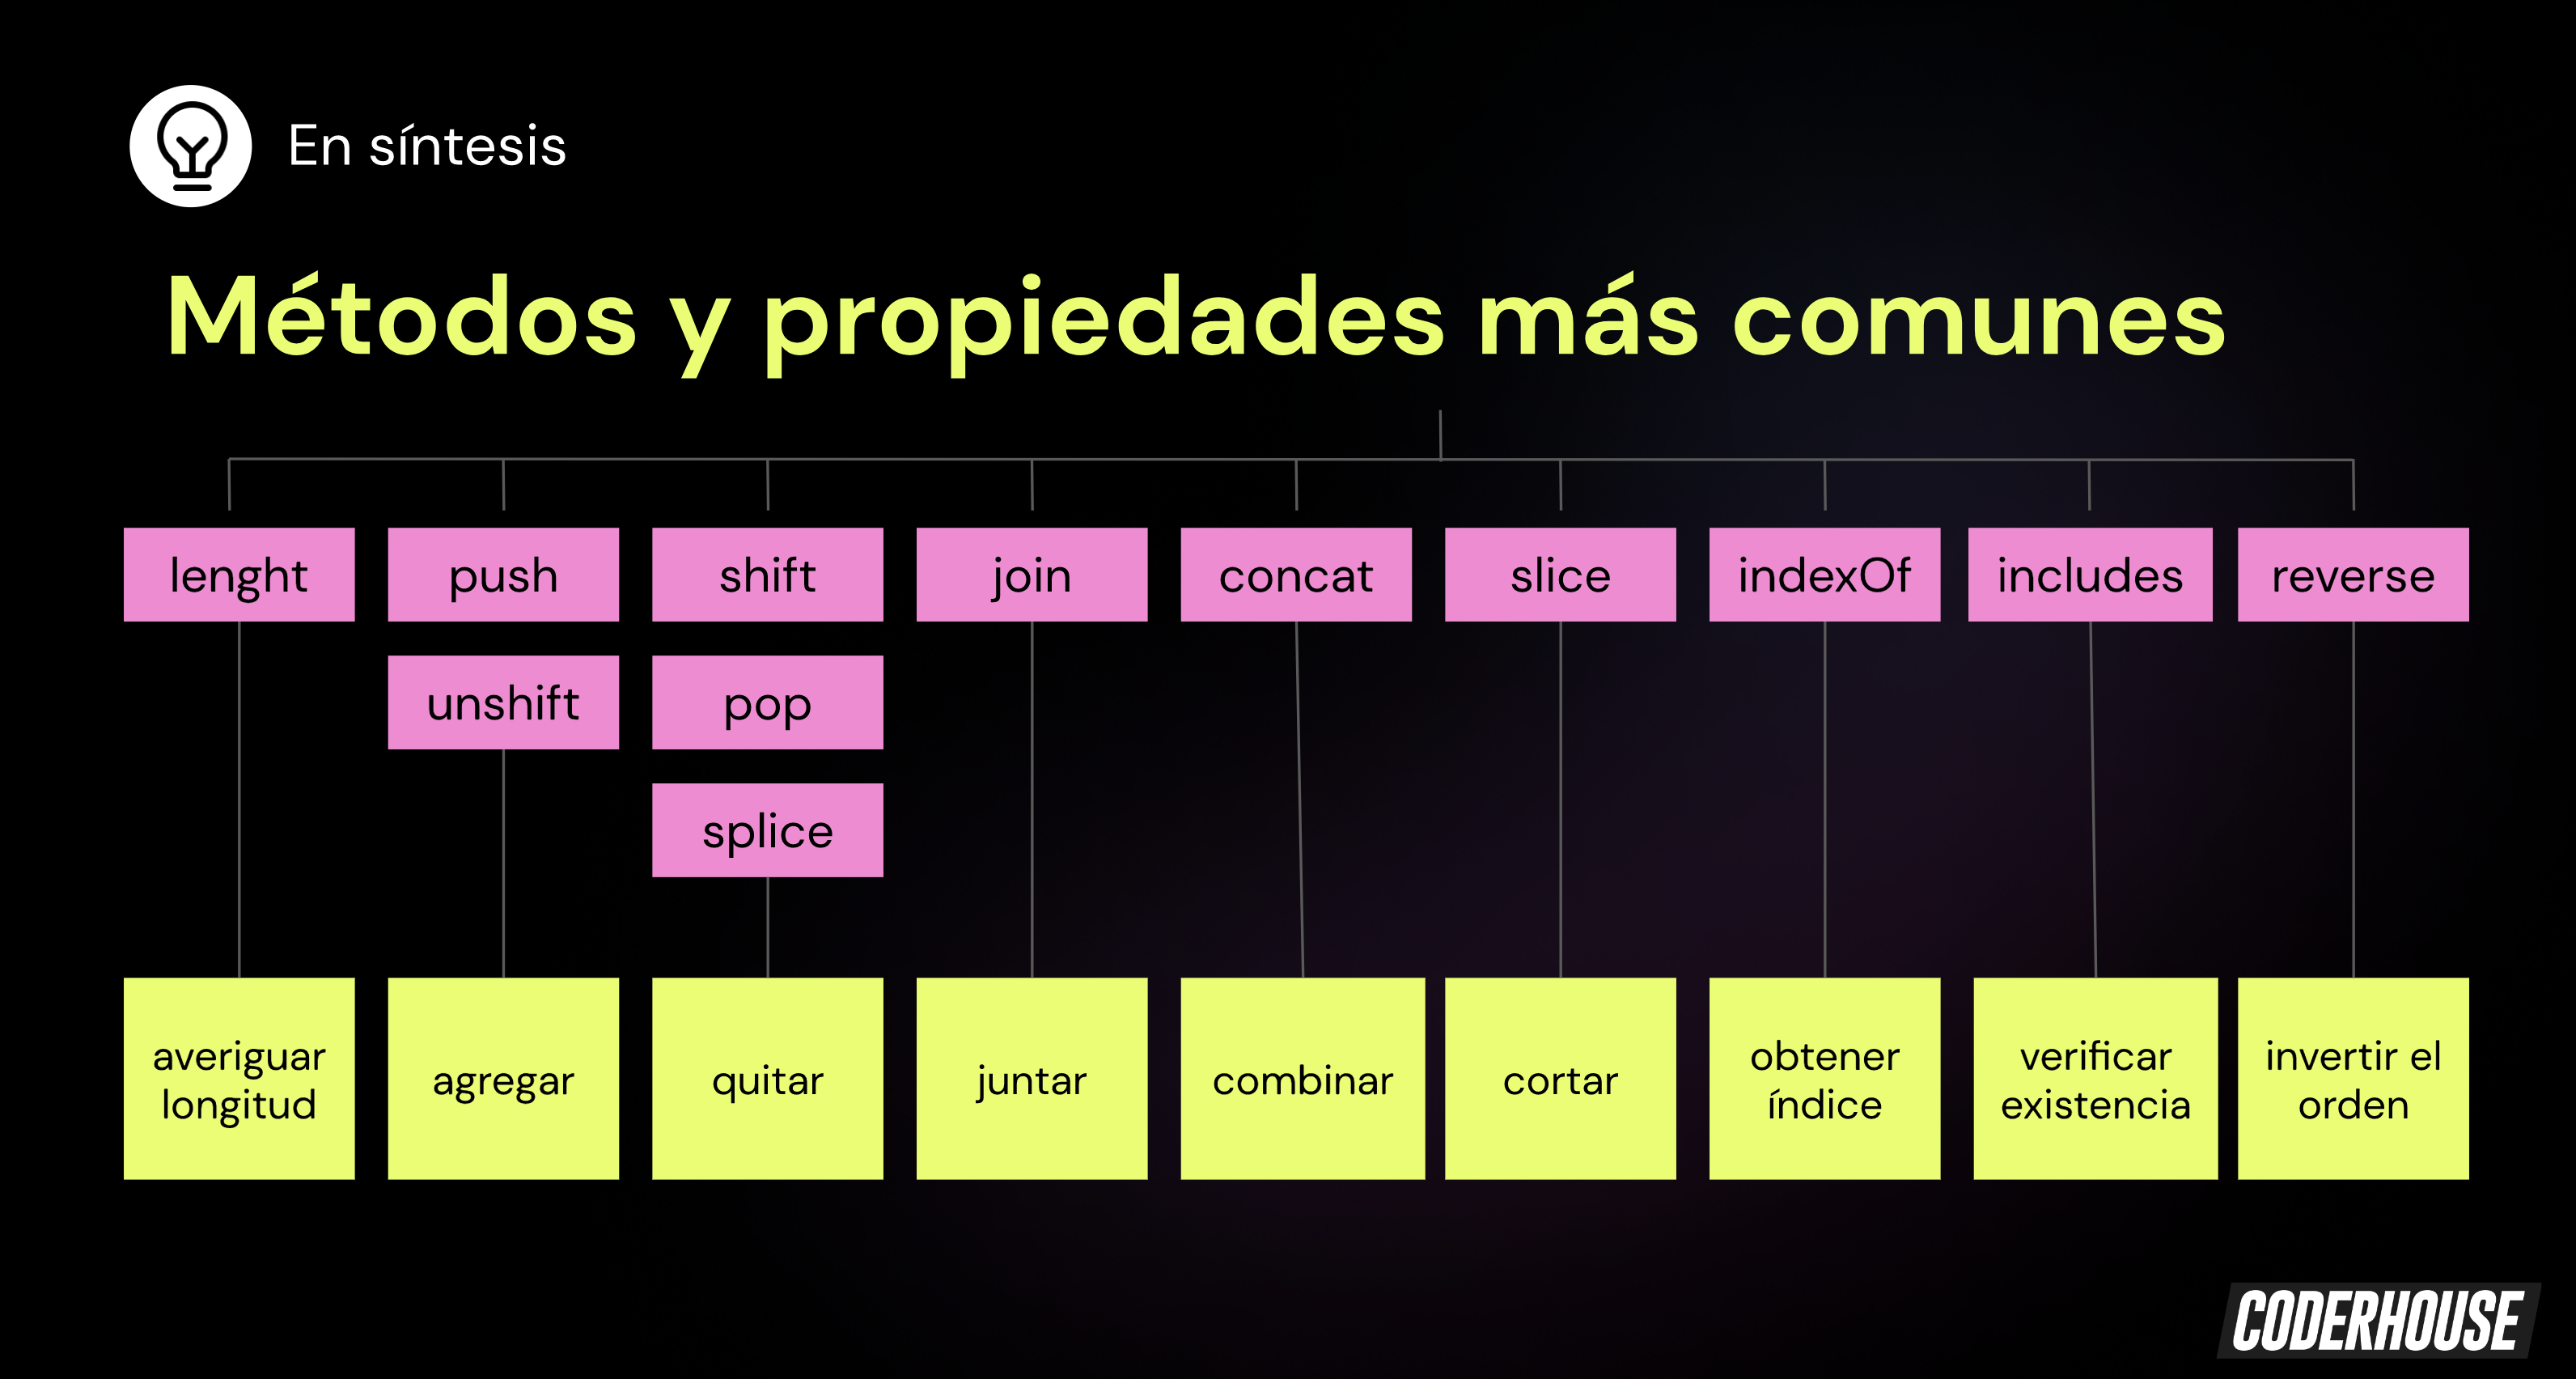 En síntesis
Métodos y propiedades más comunes
lenght
push
shift
join
concat
slice
indexOf
includes
reverse
unshift
pop
splice
averiguar
longitud
agregar
quitar
juntar
combinar
cortar
obtener
índice
verificar
existencia
invertir el
orden
CODERHOUSE